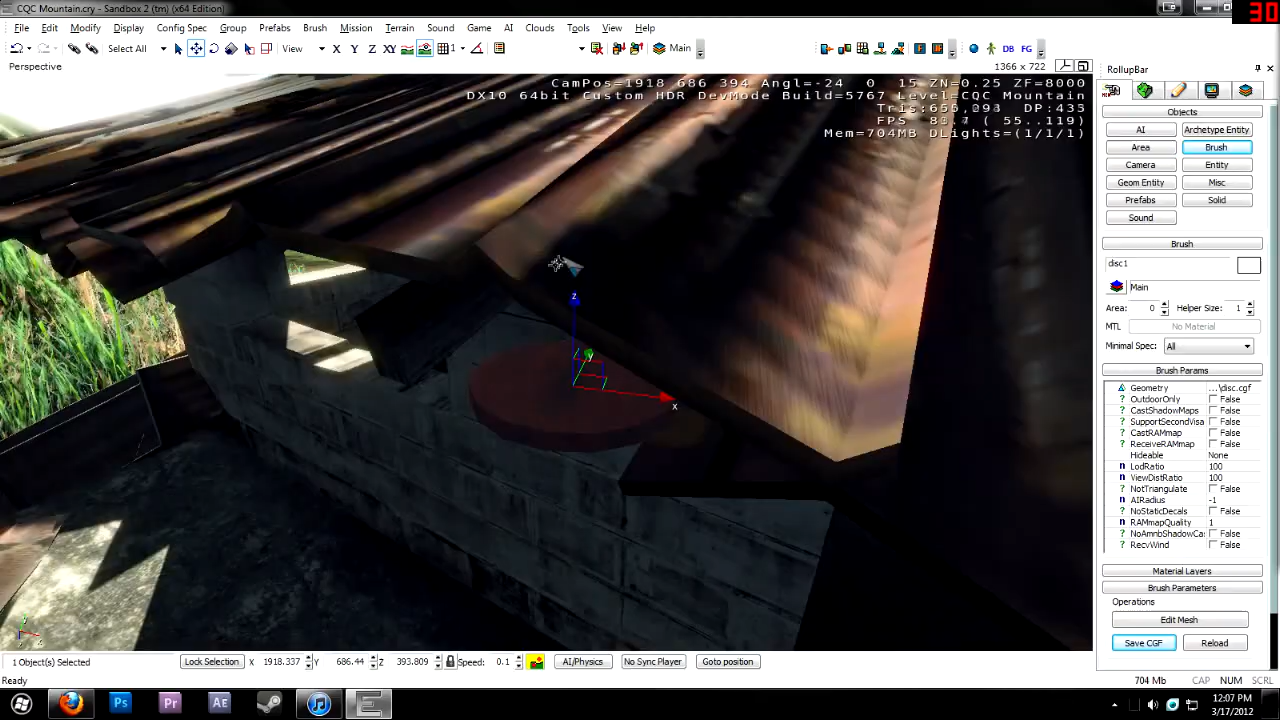 CQC Mountain.cry - Sandbox 2 (tm) (x64 Edition)
30
File Edit Modify Display Config Spec Group Prefabs Brush Mission Terrain Sound Game AI Clouds Tools View Help
Select All View X Y Z XY 1 Main DB FG
Perspective 1366 x 722
CamPos=1918 686 394 Angl=-24 0 15 ZN=0.25 ZF=8000
DX10 64bit Custom HDR DevMode Build=5767 Level=CQC Mountain
DP:435
FPS
Mem=704MB DLights=(1/1/1)
z
y
x
RollupBar
Objects
AI Archetype Entity
Area Brush
Camera Entity
Geom Entity Misc
Prefabs Solid
Sound
Brush
disc1
Main
Area: 0 Helper Size: 1
MTL No Material
Minimal Spec: All
Brush Params
Geometry ...\disc.cgf
OutdoorOnly False
CastShadowMaps False
SupportSecondVisa False
CastRAMmap False
ReceiveRAMmap False
Hideable None
LodRatio 100
ViewDistRatio 100
NotTriangulate False
AIRadius -1
NoStaticDecals False
RAMmapQuality 1
NoAmnbShadowCas False
RecvWind False
Material Layers
Brush Parameters
Operations
Edit Mesh
Save CGF Reload
1 Object(s) Selected Lock Selection X 1918.337 Y 686.44 Z 393.809 Speed: 0.1 AI/Physics No Sync Player Goto position
Ready 704 Mb CAP NUM SCRL
Ps Pr AE
12:07 PM
3/17/2012